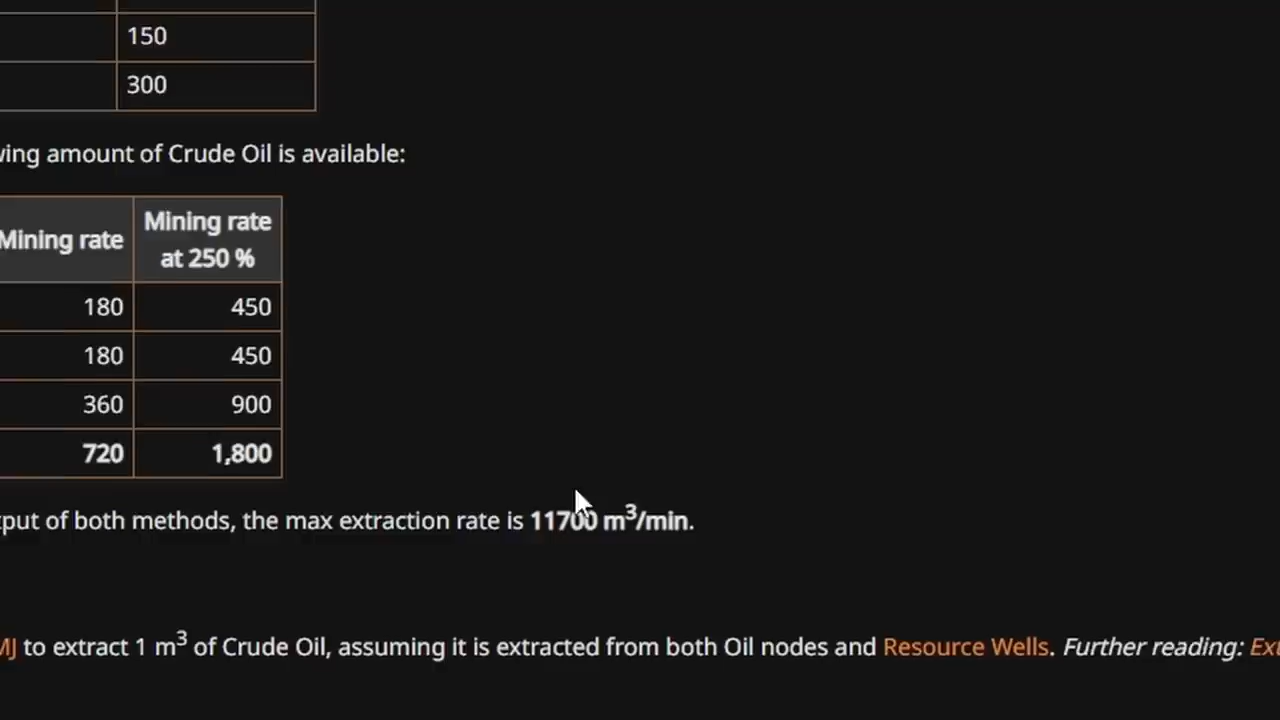 150
300
wing amount of Crude Oil is available:
Mining rate Mining rate at 250 %
180 450
180 450
360 900
720 1,800
put of both methods, the max extraction rate is 11700 m³/min.
MJ to extract 1 m³ of Crude Oil, assuming it is extracted from both Oil nodes and Resource Wells. Further reading: Ext